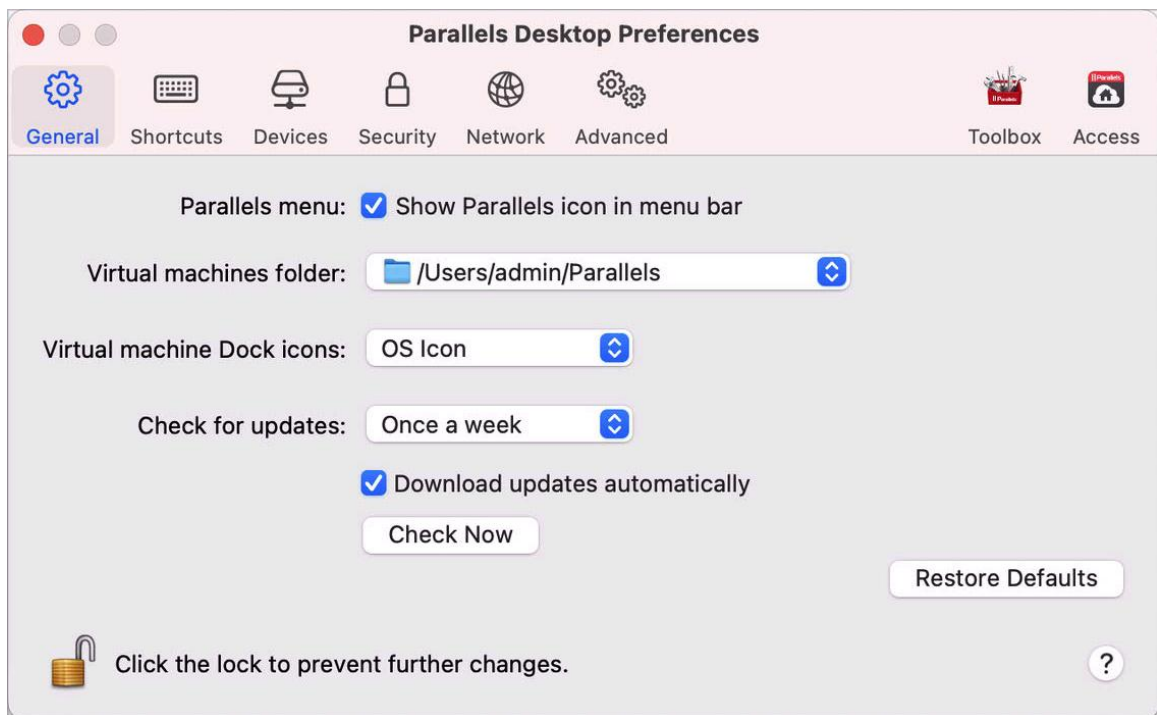 Parallels Desktop Preferences
General Shortcuts Devices Security Network Advanced Toolbox Access
Parallels menu: Show Parallels icon in menu bar
Virtual machines folder: /Users/admin/Parallels
Virtual machine Dock icons: OS Icon
Check for updates: Once a week
Download updates automatically
Check Now
Restore Defaults
Click the lock to prevent further changes. ?